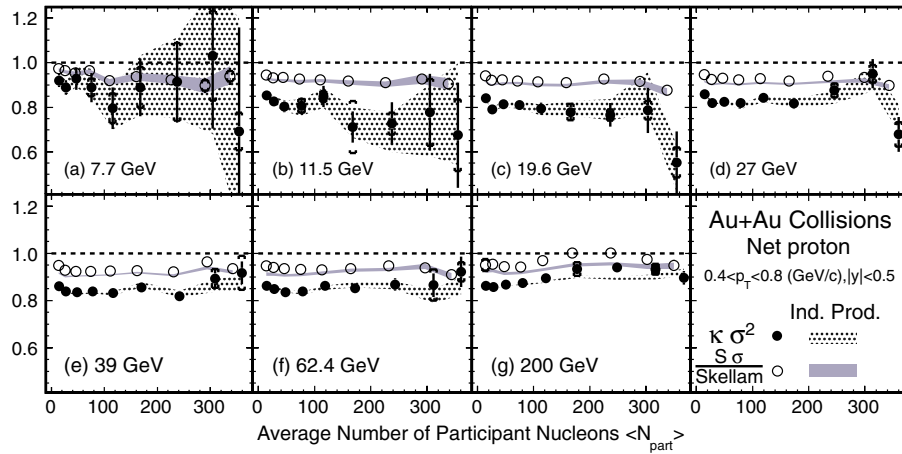 1.2
1.0
0.8
0.6
(a) 7.7 GeV
(b) 11.5 GeV
(c) 19.6 GeV
(d) 27 GeV
1.2
1.0
0.8
0.6
(e) 39 GeV
(f) 62.4 GeV
(g) 200 GeV
Au+Au Collisions
Net proton
0.4<p_T<0.8 (GeV/c),|y|<0.5
Ind. Prod.
κ σ²
S σ
Skellam
0 100 200 300 0 100 200 300 0 100 200 300 0 100 200 300
Average Number of Participant Nucleons <N_part>